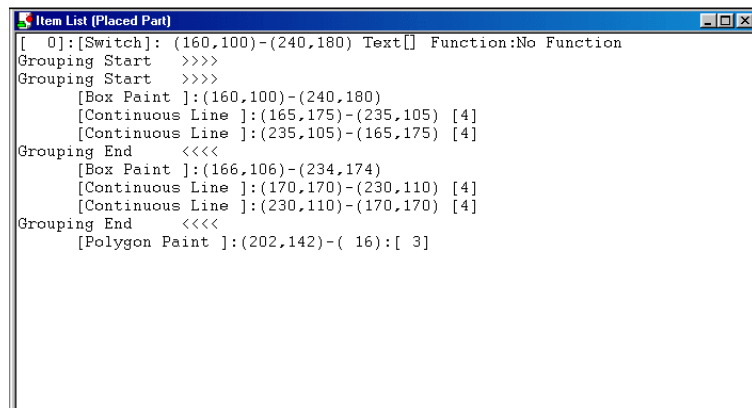 Item List (Placed Part)
[  0]:[Switch]: (160,100)-(240,180) Text[] Function:No Function
Grouping Start   >>>>
Grouping Start   >>>>
      [Box Paint ]:(160,100)-(240,180)
      [Continuous Line ]:(165,175)-(235,105) [4]
      [Continuous Line ]:(235,105)-(165,175) [4]
Grouping End     <<<<
      [Box Paint ]:(166,106)-(234,174)
      [Continuous Line ]:(170,170)-(230,110) [4]
      [Continuous Line ]:(230,110)-(170,170) [4]
Grouping End     <<<<
      [Polygon Paint ]:(202,142)-( 16):[ 3]